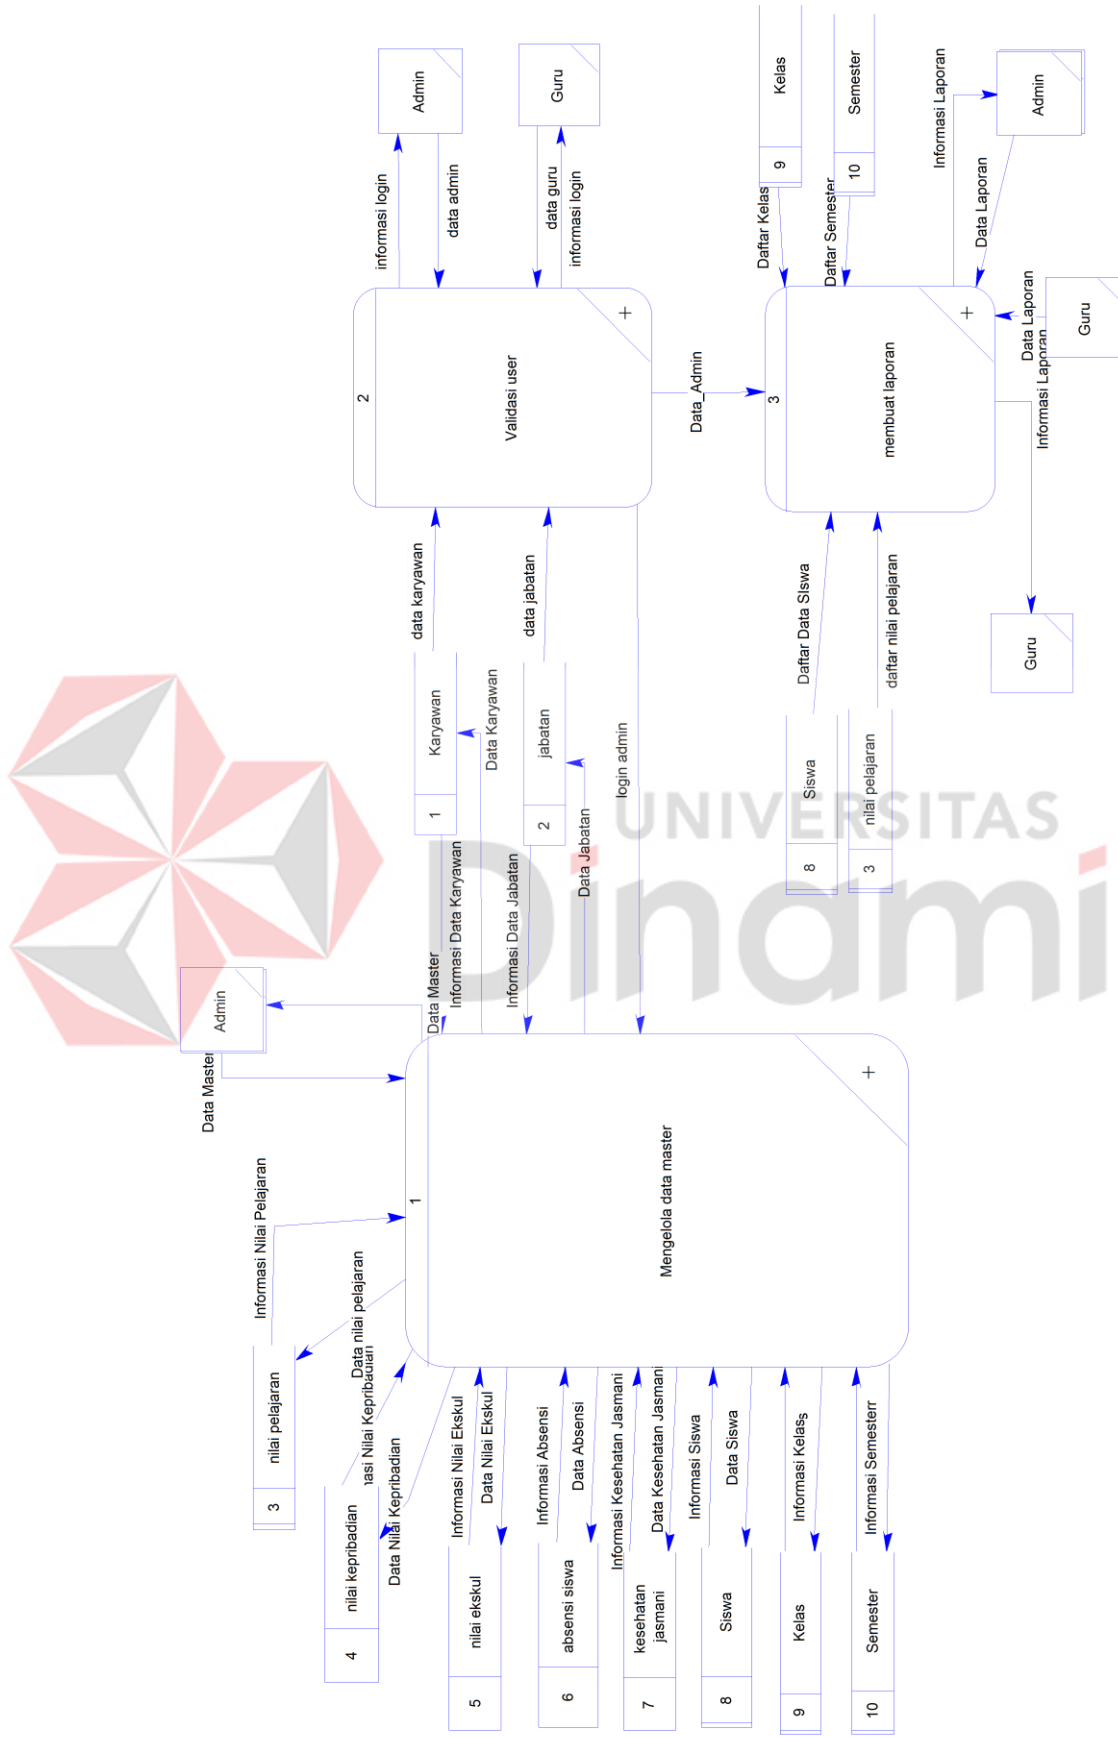 Admin
Data Master
Data Master
3
nilai pelajaran
Informasi Nilai Pelajaran
Data nilai pelajaran
4
nilai kepribadian
masi Nilai Kepribadian
Data Nilai Kepribadian
5
nilai ekskul
Informasi Nilai Ekskul
Data Nilai Ekskul
6
absensi siswa
Informasi Absensi
Data Absensi
7
kesehatan
jasmani
Informasi Kesehatan Jasmani
Data Kesehatan Jasmani
8
Siswa
Informasi Siswa
Data Siswa
9
Kelas
Informasi Kelas
s
10
Semester
Informasi Semesterr
1
Mengelola data master
+
1
Karyawan
data karyawan
Informasi Data Karyawan
Data Karyawan
2
jabatan
data jabatan
Informasi Data Jabatan
Data Jabatan
login admin
2
Validasi user
+
informasi login
Admin
data admin
Guru
data guru
informasi login
Data_Admin
3
membuat laporan
+
9
Kelas
Daftar Kelas
10
Semester
Daftar Semester
Informasi Laporan
Admin
Data Laporan
Guru
Data Laporan
Informasi Laporan
Guru
8
Siswa
Daftar Data SIswa
3
nilai pelajaran
daftar nilai pelajaran
UNIVERSITAS
Dinami